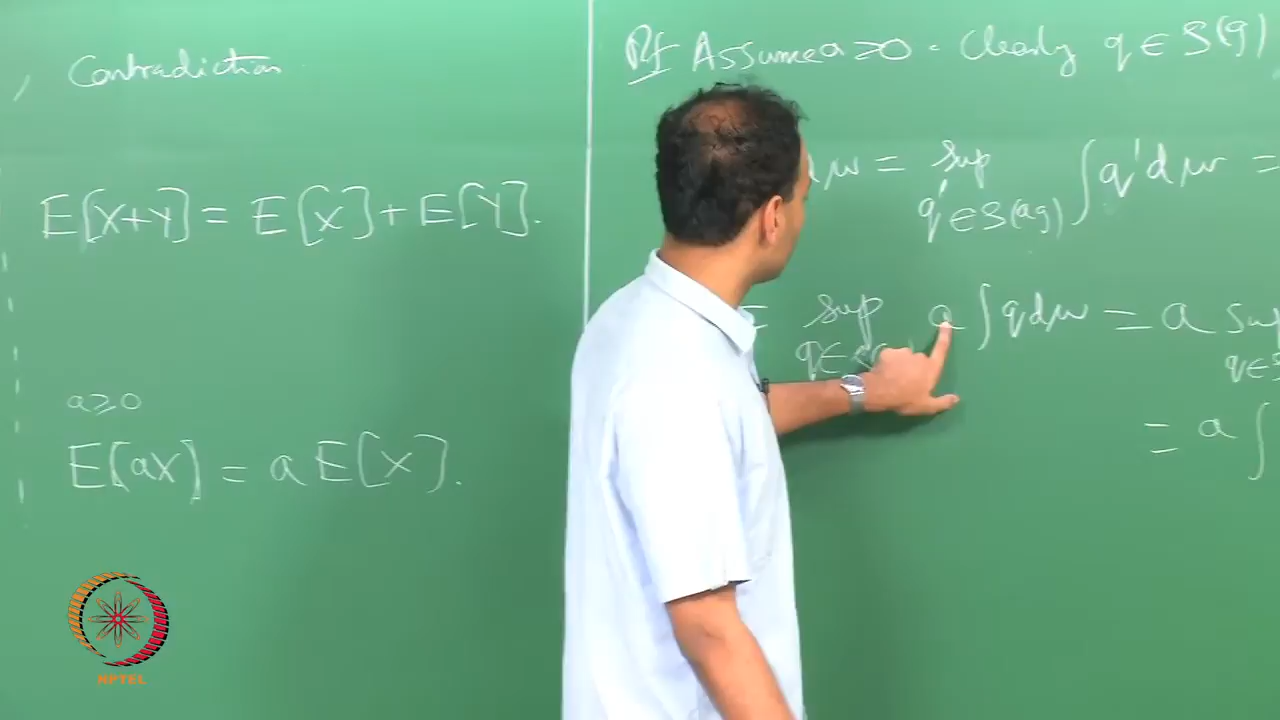 , Contradiction
E[X+Y] = E[X] + E[Y].
a≥0
E[aX] = a E[X].
Pf Assume a ≥0 . Clearly q ∈ S(g)
dμ = sup ∫ q' dμ =
q' ∈ S(ag)
= sup a ∫ q dμ = a sup
q ∈
q ∈ S
= a ∫
NPTEL